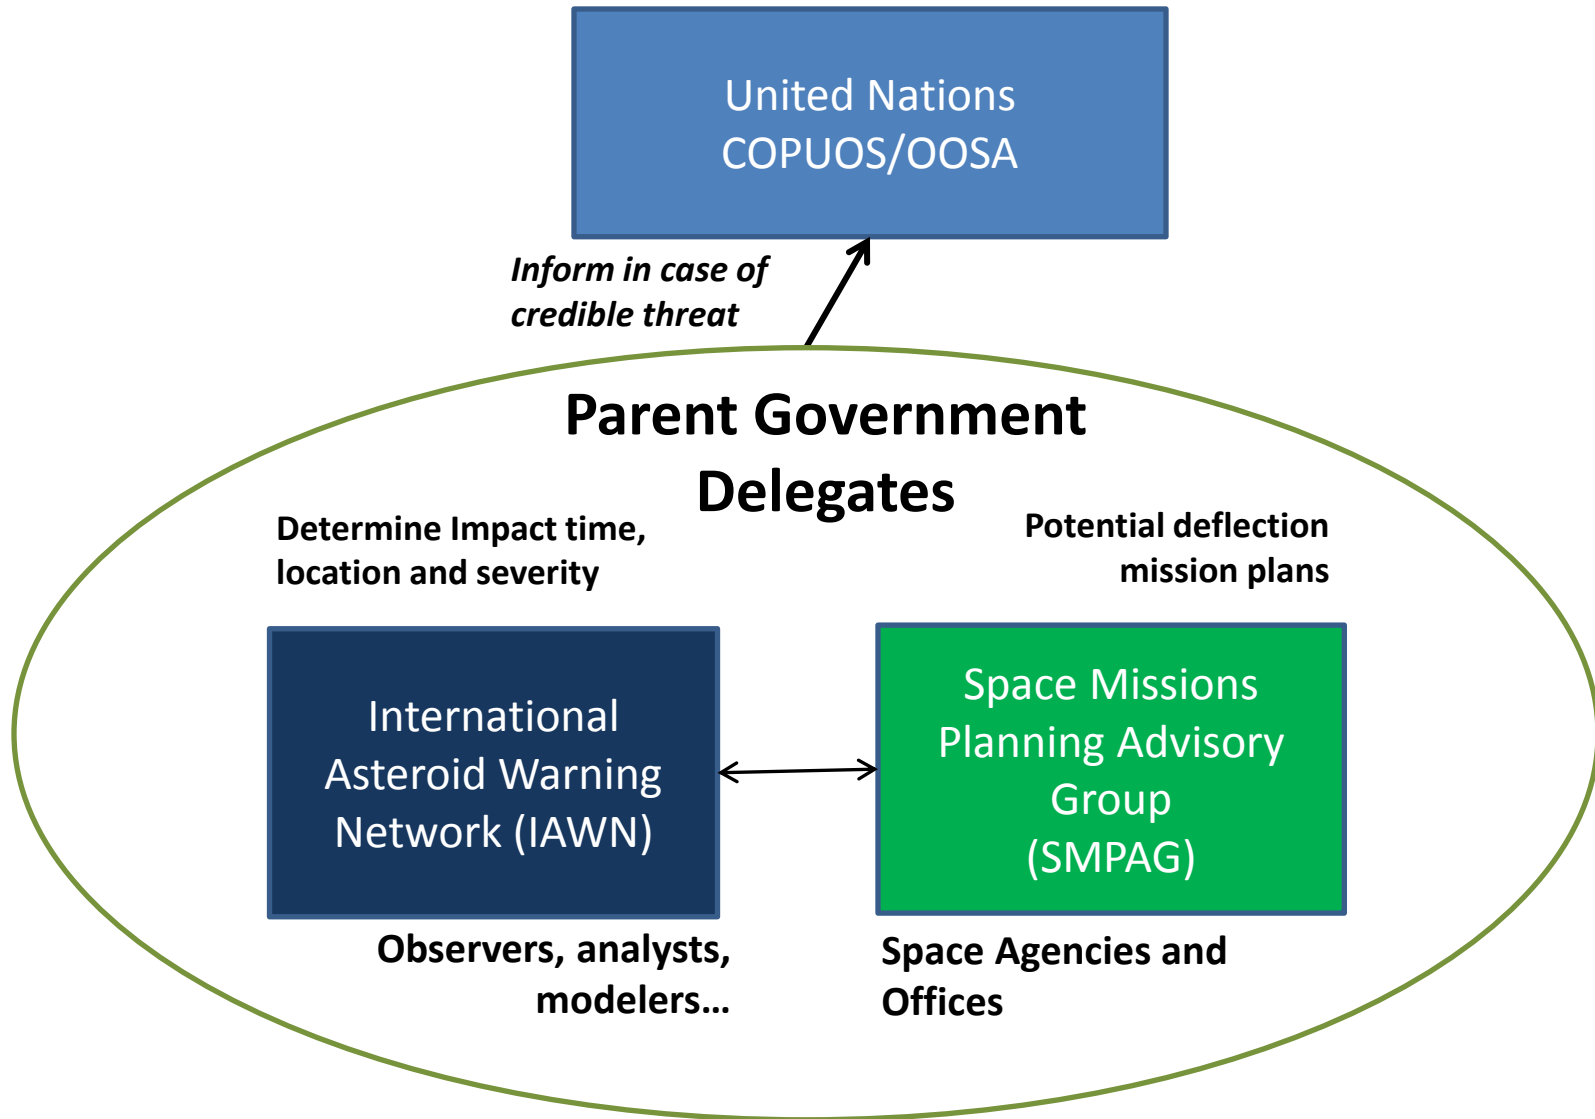 United Nations
COPUOS/OOSA
Inform in case of
credible threat
Parent Government
Delegates
Determine Impact time,
location and severity
Potential deflection
mission plans
International
Asteroid Warning
Network (IAWN)
Space Missions
Planning Advisory
Group
(SMPAG)
Observers, analysts,
modelers…
Space Agencies and
Offices